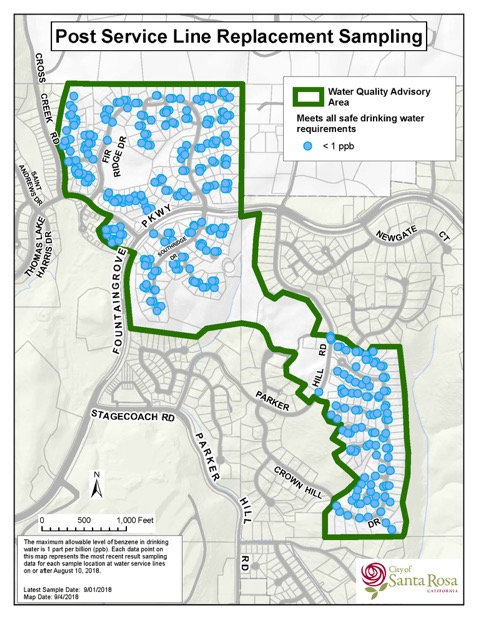 Post Service Line Replacement Sampling
Water Quality Advisory
Area
Meets all safe drinking water
requirements
< 1 ppb
CROSS CREEK RD
SAINT
ANDREWS DR
THOMAS LAKE
HARRIS DR
FIR
RIDGE DR
PKWY
SOUTHRIDGE
DR
FOUNTAINGROVE
NEWGATE CT
HILL RD
PARKER
STAGECOACH RD
PARKER HILL RD
CROWN HILL
DR
N
0 500 1,000 Feet
The maximum allowable level of benzene in drinking
water is 1 part per billion (ppb). Each data point on
this map represents the most recent result sampling
data for each sample location at water service lines
on or after August 10, 2018.
Latest Sample Date: 9/01/2018
Map Date: 9/4/2018
City of
Santa Rosa
CALIFORNIA